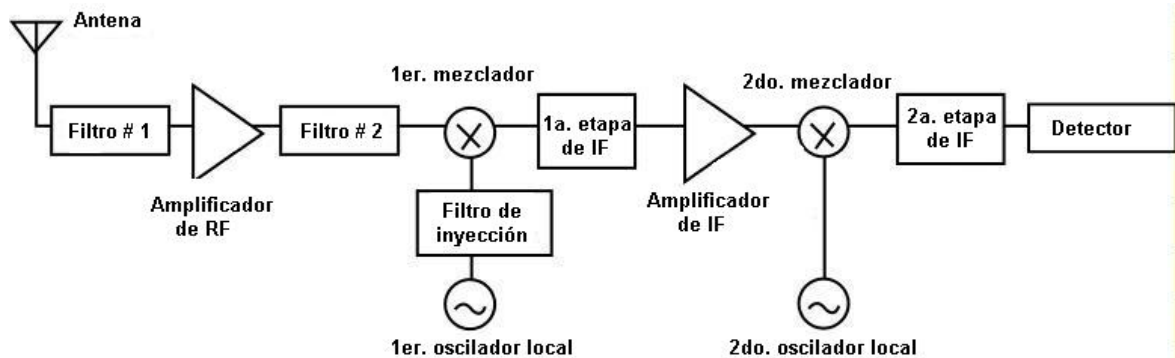 Antena
Filtro # 1
Amplificador
de RF
Filtro # 2
1er. mezclador
Filtro de
inyección
1er. oscilador local
1a. etapa
de IF
Amplificador
de IF
2do. mezclador
2do. oscilador local
2a. etapa
de IF
Detector